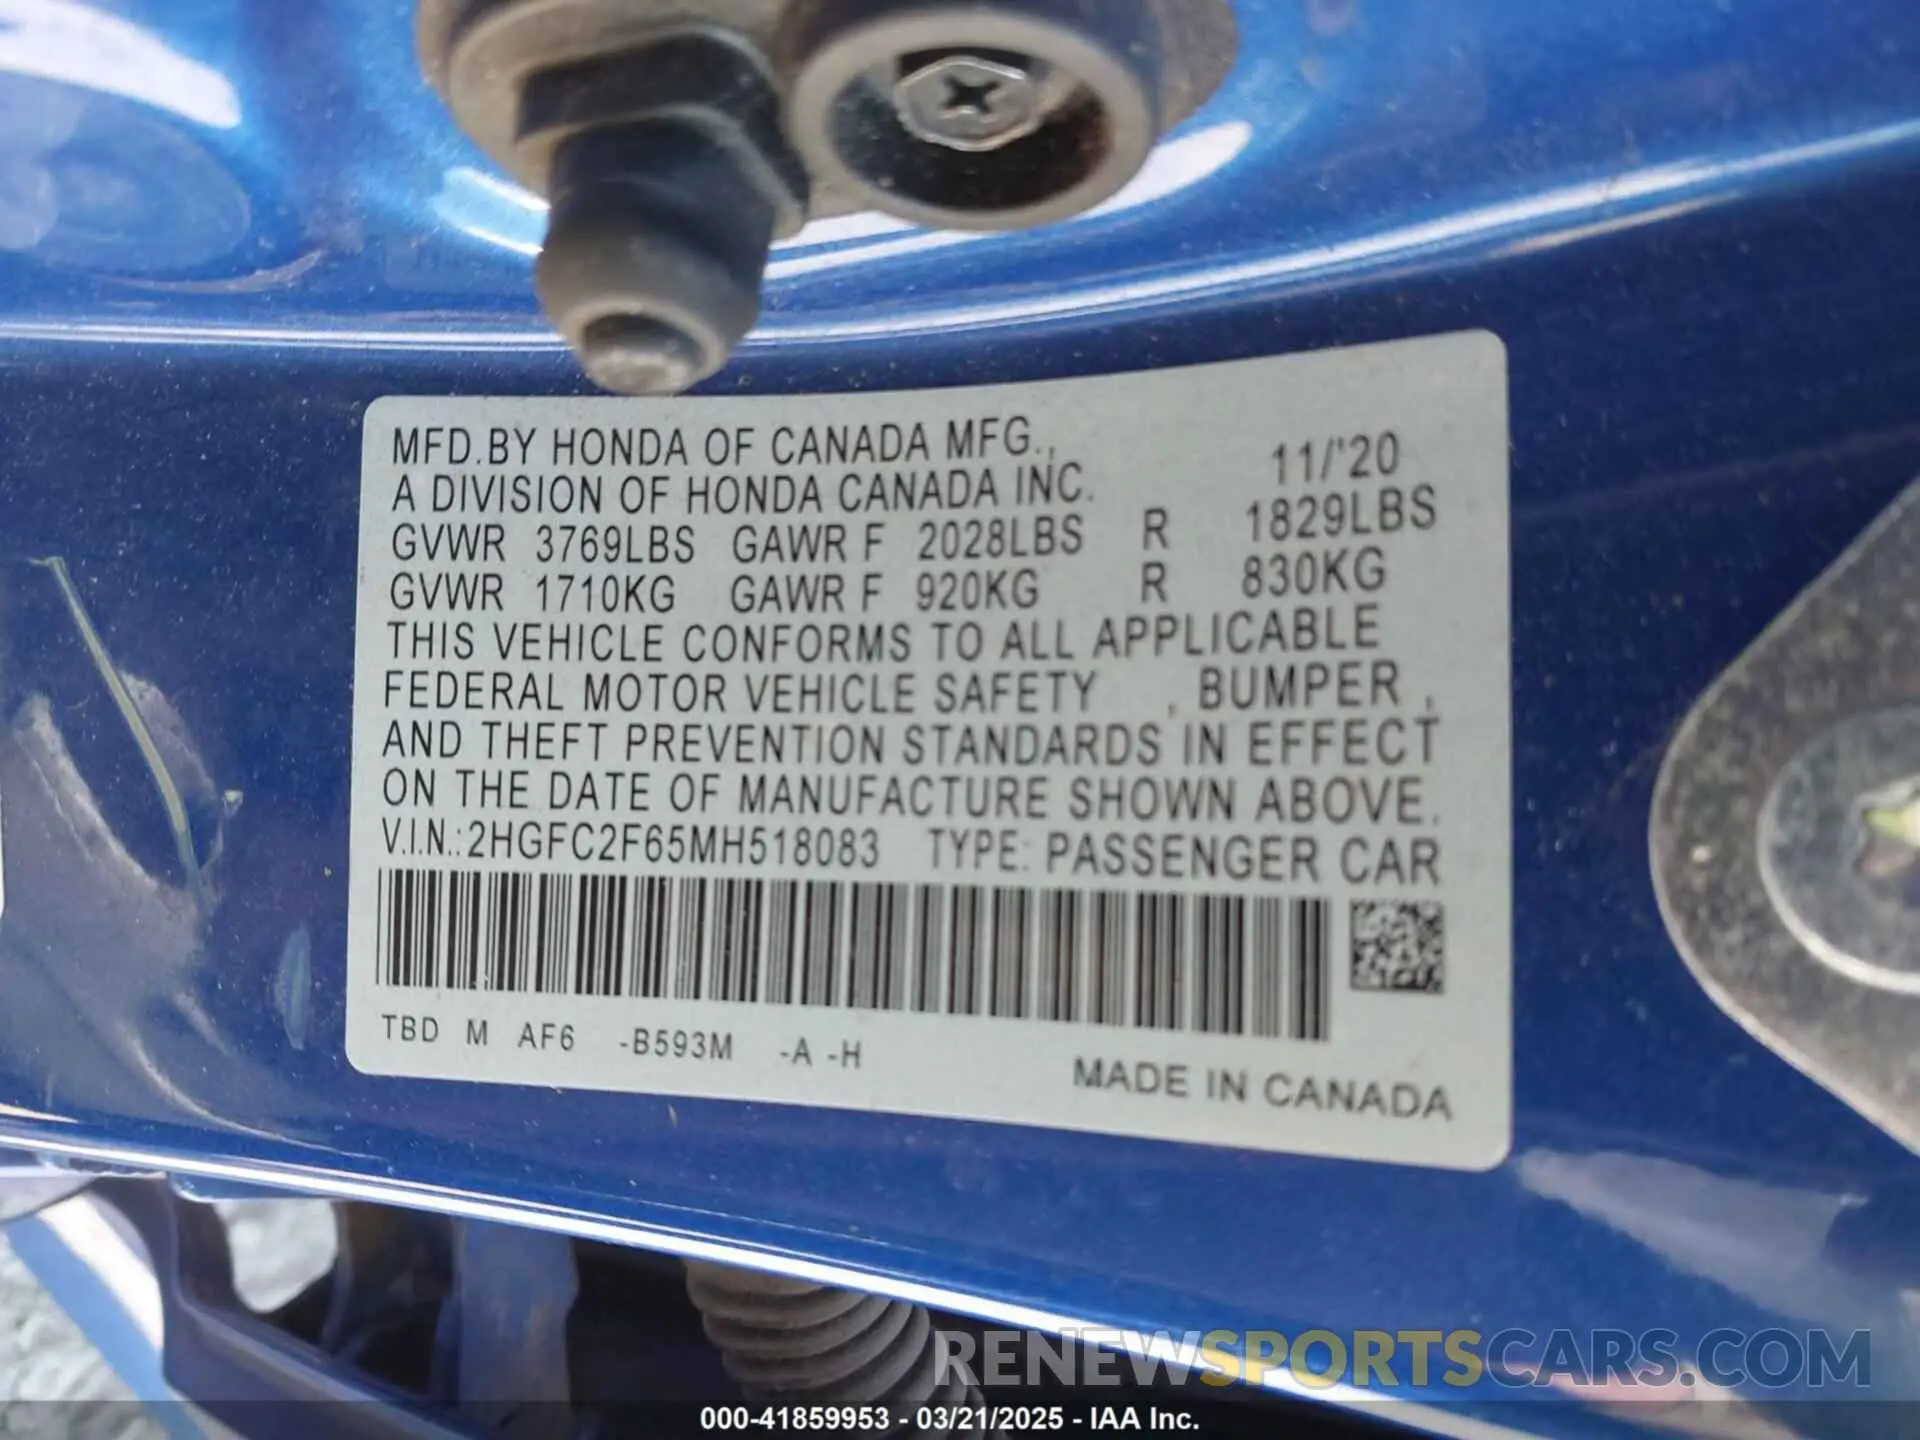 MFD.BY HONDA OF CANADA MFG., 11/'20
A DIVISION OF HONDA CANADA INC.
GVWR 3769LBS GAWR F 2028LBS R 1829LBS
GVWR 1710KG GAWR F 920KG R 830KG
THIS VEHICLE CONFORMS TO ALL APPLICABLE
FEDERAL MOTOR VEHICLE SAFETY , BUMPER ,
AND THEFT PREVENTION STANDARDS IN EFFECT
ON THE DATE OF MANUFACTURE SHOWN ABOVE.
V.I.N.: 2HGFC2F65MH518083 TYPE: PASSENGER CAR
TBD M AF6 -B593M -A -H
MADE IN CANADA
RENEWSPORTSCARS.COM
000-41859953 - 03/21/2025 - IAA Inc.